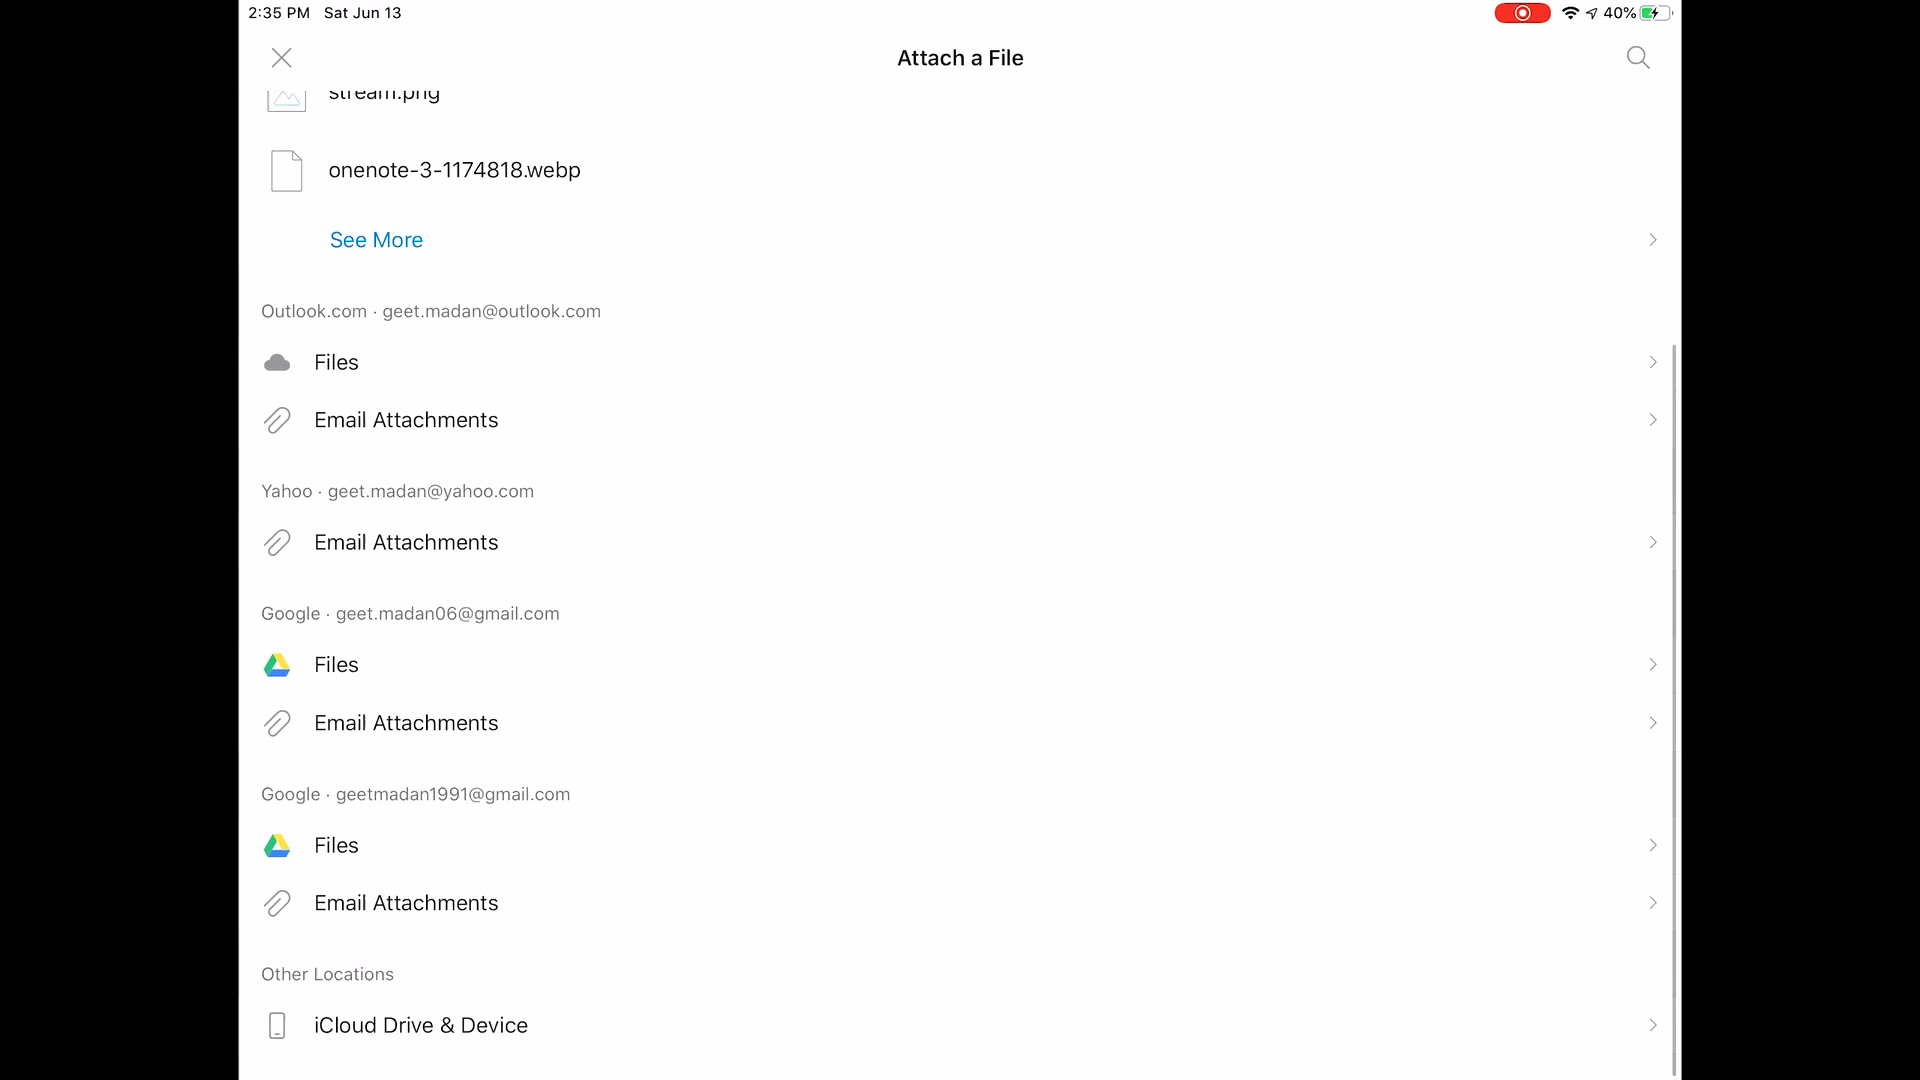 2:35 PM Sat Jun 13
40%
Attach a File
stream.png
onenote-3-1174818.webp
See More
Outlook.com · geet.madan@outlook.com
Files
Email Attachments
Yahoo · geet.madan@yahoo.com
Email Attachments
Google · geet.madan06@gmail.com
Files
Email Attachments
Google · geetmadan1991@gmail.com
Files
Email Attachments
Other Locations
iCloud Drive & Device